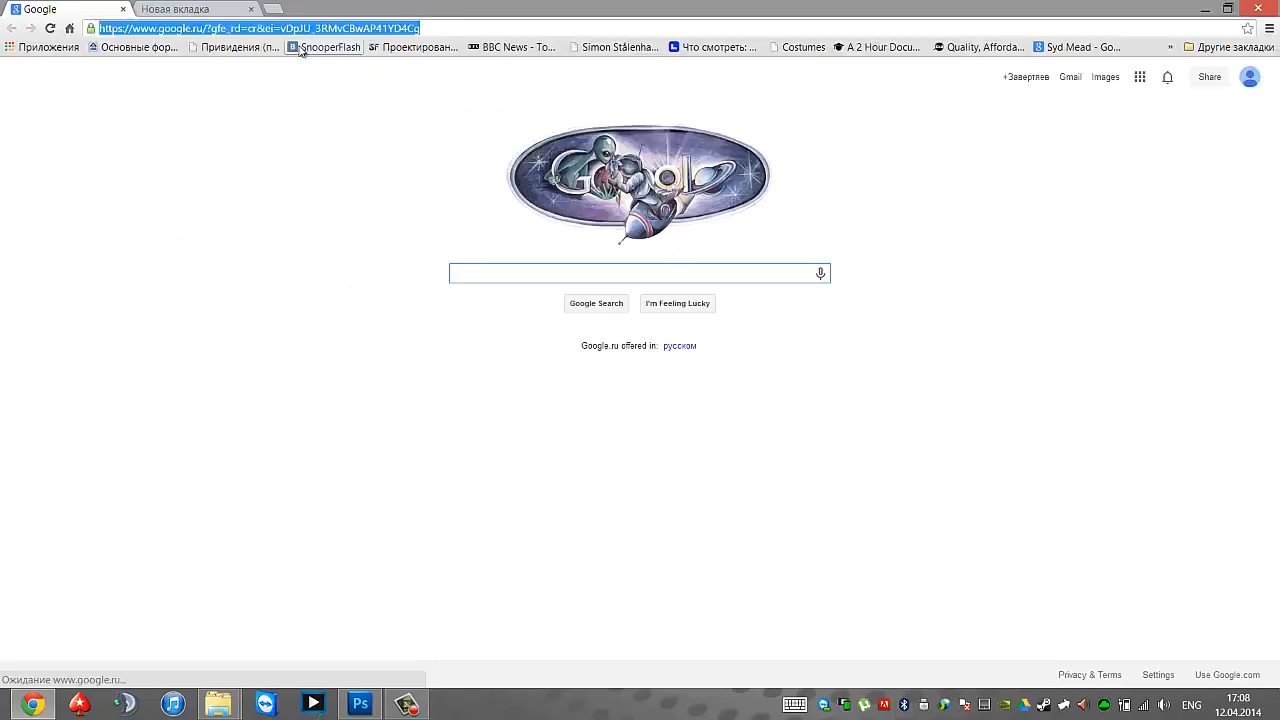 Google
Новая вкладка
https://www.google.ru/?gfe_rd=cr&ei=vDpJU_3RMvCBwAP41YD4Cg
Приложения
Основные фор...
Привидения (п...
SnooperFlash
Проектирован...
BBC News - To...
Simon Stålenha...
Что смотреть: ...
Costumes
A 2 Hour Docu...
Quality, Afforda...
Syd Mead - Go...
»
Другие закладки
+Завертяев
Gmail
Images
Share
Google Search
I'm Feeling Lucky
Google.ru offered in: русском
Privacy & Terms
Settings
Use Google.com
Ожидание www.google.ru...
Ps
ENG
17:08
12.04.2014